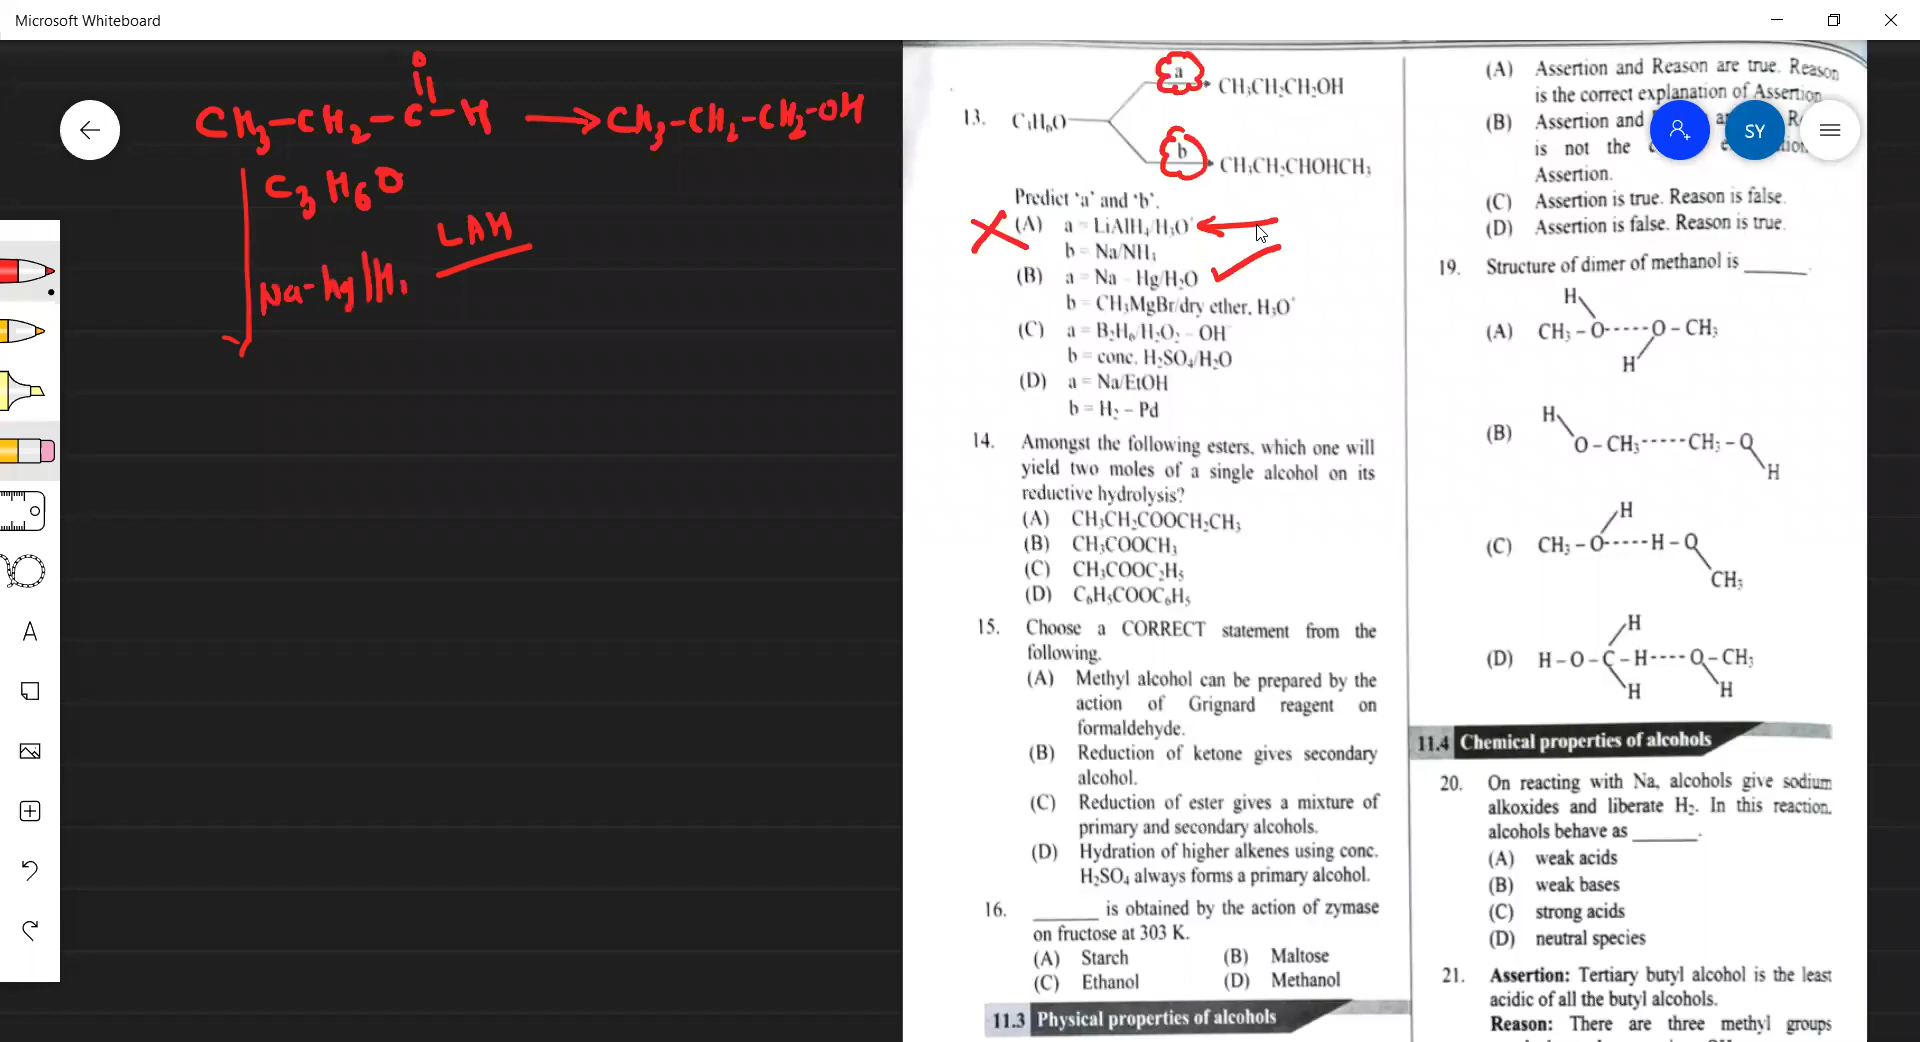 Microsoft Whiteboard
O
CH3-CH2-C-H → CH3-CH2-CH2-OH
C3H6O
LAH
Na-hg/H
SY
A
a
CH3CH2CH2OH
13. C3H6O
b
CH3CH2CHOHCH3
Predict 'a' and 'b'.
(A) a = LiAlH4/H3O+
b = Na/NH3
(B) a = Na – Hg/H2O
b = CH3MgBr/dry ether, H3O+
(C) a = B2H6/H2O2 – OH-
b = conc. H2SO4/H2O
(D) a = Na/EtOH
b = H2 – Pd
14. Amongst the following esters, which one will
yield two moles of a single alcohol on its
reductive hydrolysis?
(A) CH3CH2COOCH2CH3
(B) CH3COOCH3
(C) CH3COOC2H5
(D) C6H5COOC6H5
15. Choose a CORRECT statement from the
following.
(A) Methyl alcohol can be prepared by the
action of Grignard reagent on
formaldehyde.
(B) Reduction of ketone gives secondary
alcohol.
(C) Reduction of ester gives a mixture of
primary and secondary alcohols.
(D) Hydration of higher alkenes using conc.
H2SO4 always forms a primary alcohol.
16. ______ is obtained by the action of zymase
on fructose at 303 K.
(A) Starch (B) Maltose
(C) Ethanol (D) Methanol
11.3 Physical properties of alcohols
(A) Assertion and Reason are true. Reason
is the correct explanation of Assertion
(B) Assertion and
is not the
Assertion.
(C) Assertion is true. Reason is false.
(D) Assertion is false. Reason is true.
19. Structure of dimer of methanol is ______.
H
(A) CH3 – O-----O – CH3
H
H
(B) O – CH3-----CH3 – O
H
H
(C) CH3 – O-----H – O
CH3
H
(D) H – O – C – H----O – CH3
H H
11.4 Chemical properties of alcohols
20. On reacting with Na, alcohols give sodium
alkoxides and liberate H2. In this reaction,
alcohols behave as ______.
(A) weak acids
(B) weak bases
(C) strong acids
(D) neutral species
21. Assertion: Tertiary butyl alcohol is the least
acidic of all the butyl alcohols.
Reason: There are three methyl groups